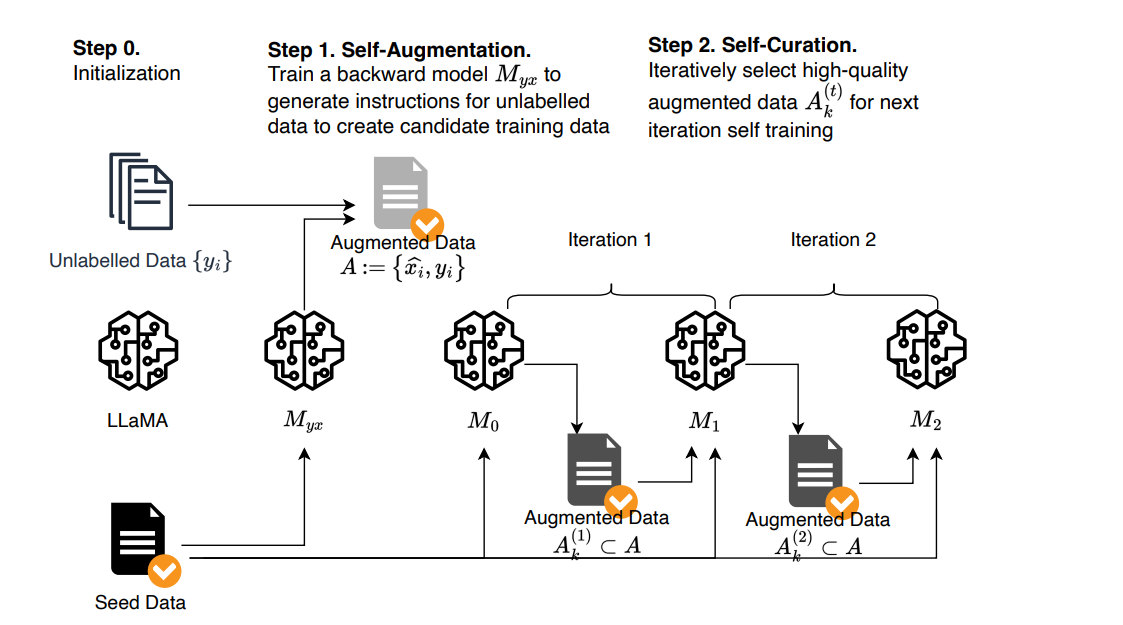 Step 0.
Initialization
Step 1. Self-Augmentation.
Train a backward model M_{yx} to
generate instructions for unlabelled
data to create candidate training data
Step 2. Self-Curation.
Iteratively select high-quality
augmented data A_k^{(t)} for next
iteration self training
Unlabelled Data {y_i}
Augmented Data
A := {\hat{x}_i, y_i}
Iteration 1
Iteration 2
LLaMA
M_{yx}
M_0
M_1
M_2
Augmented Data
A_k^{(1)} ⊂ A
Augmented Data
A_k^{(2)} ⊂ A
Seed Data